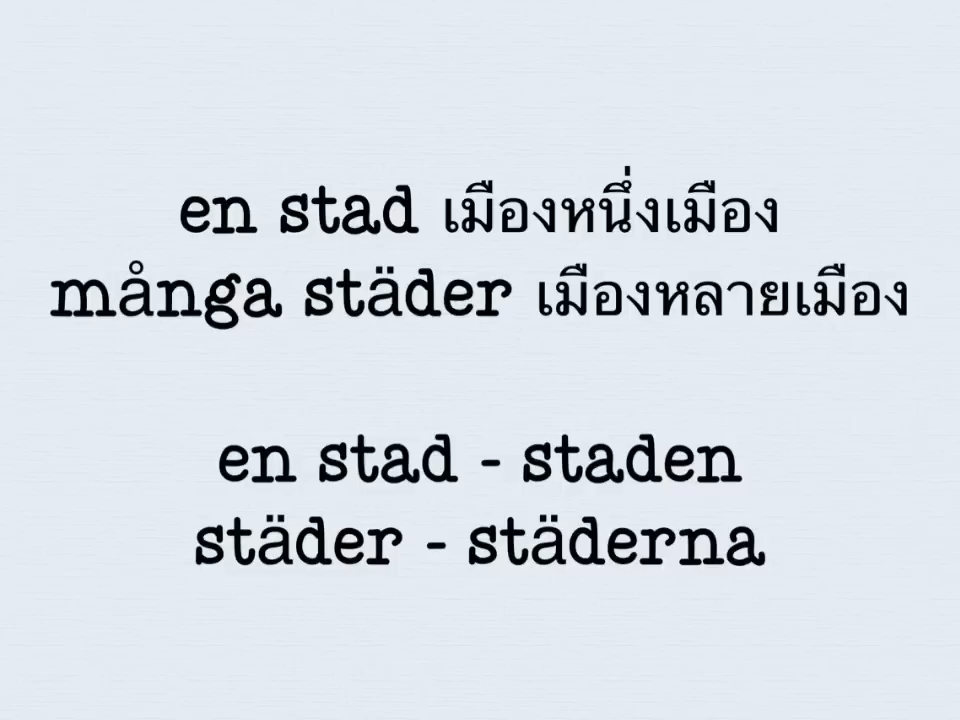 en stad เมืองหนึ่งเมือง
många städer เมืองหลายเมือง
en stad - staden
städer - städerna